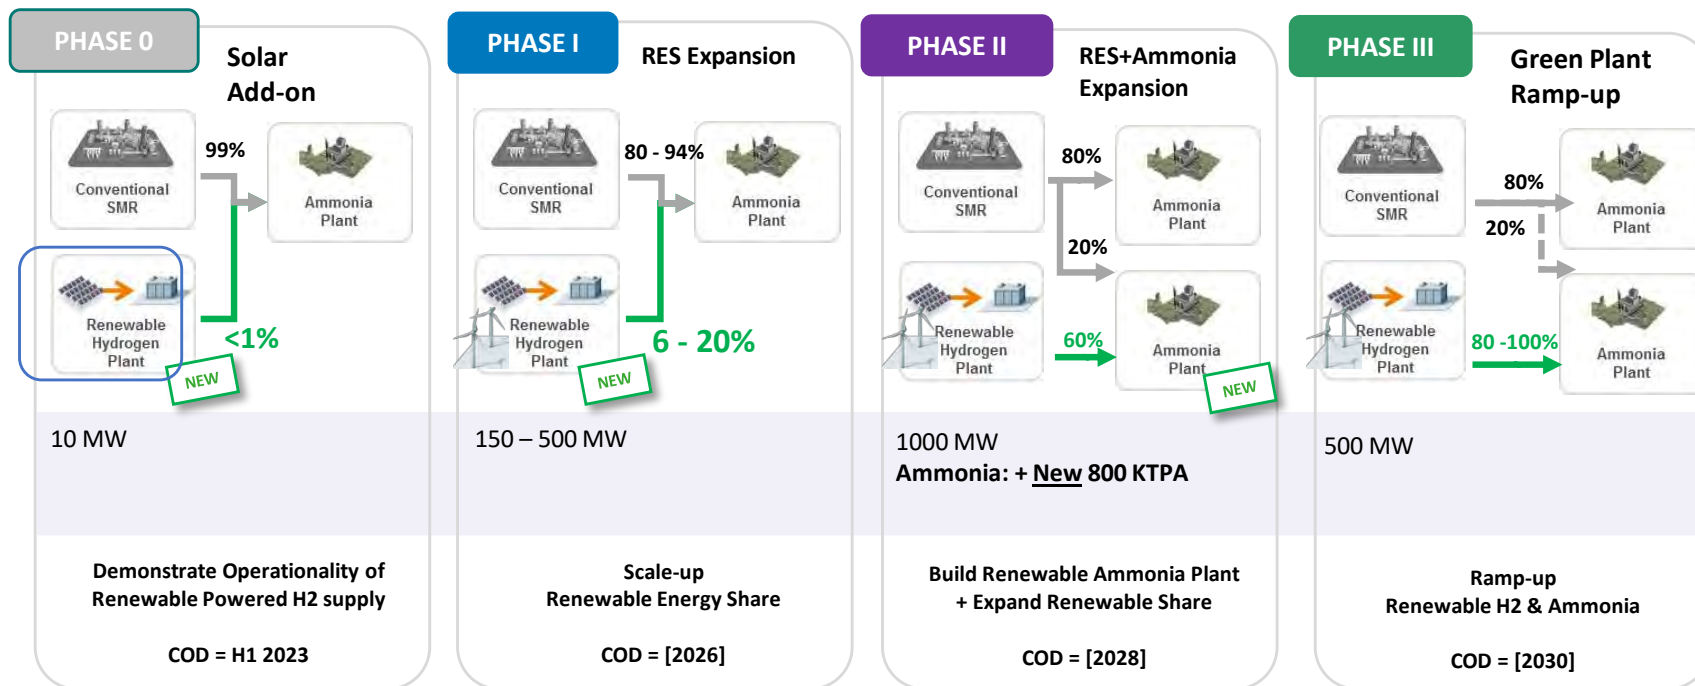 PHASE 0
Solar
Add-on
Conventional
SMR
99%
Ammonia
Plant
Renewable
Hydrogen
Plant
<1%
NEW
10 MW
Demonstrate Operationality of
Renewable Powered H2 supply
COD = H1 2023
PHASE I
RES Expansion
Conventional
SMR
80 - 94%
Ammonia
Plant
Renewable
Hydrogen
Plant
6 - 20%
NEW
150 – 500 MW
Scale-up
Renewable Energy Share
COD = [2026]
PHASE II
RES+Ammonia
Expansion
Conventional
SMR
80%
Ammonia
Plant
20%
Renewable
Hydrogen
Plant
60%
Ammonia
Plant
NEW
1000 MW
Ammonia: + New 800 KTPA
Build Renewable Ammonia Plant
+ Expand Renewable Share
COD = [2028]
PHASE III
Green Plant
Ramp-up
Conventional
SMR
80%
20%
Ammonia
Plant
Renewable
Hydrogen
Plant
80 -100%
Ammonia
Plant
500 MW
Ramp-up
Renewable H2 & Ammonia
COD = [2030]